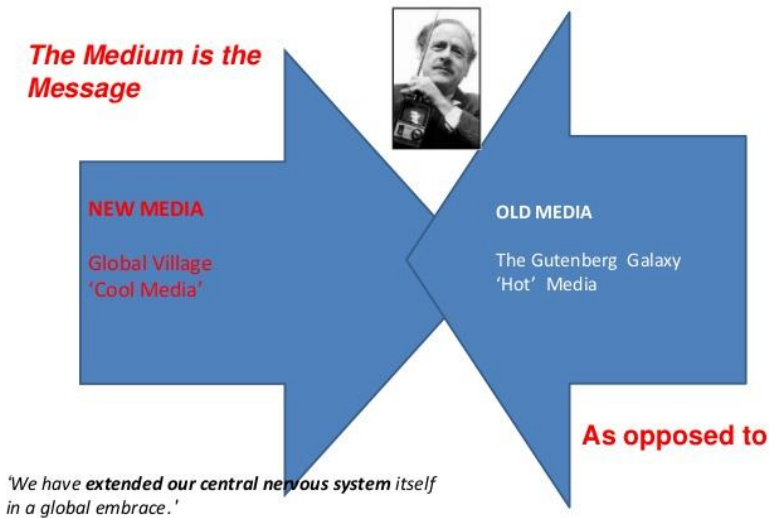 The Medium is the
Message
NEW MEDIA
Global Village
‘Cool Media’
OLD MEDIA
The Gutenberg Galaxy
‘Hot’ Media
As opposed to
‘We have extended our central nervous system itself
in a global embrace.'